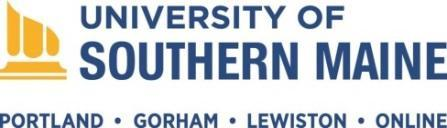 UNIVERSITY OF
SOUTHERN MAINE
PORTLAND • GORHAM • LEWISTON • ONLINE